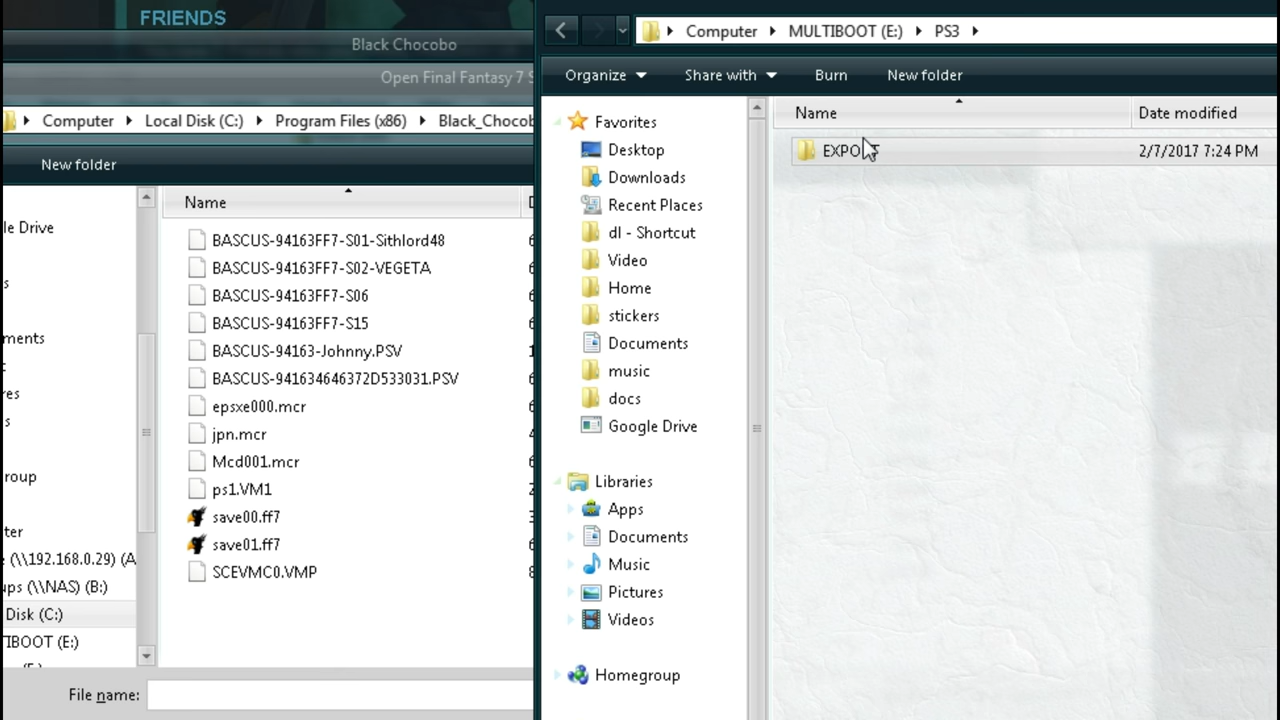 FRIENDS
Black Chocobo
Open Final Fantasy 7 S
Computer Local Disk (C:) Program Files (x86) Black_Chocob
New folder
le Drive
s
ments
res
s
roup
ter
e (\\192.168.0.29) (A
ups (\\NAS) (B:)
Disk (C:)
TIBOOT (E:)
Name
BASCUS-94163FF7-S01-Sithlord48
BASCUS-94163FF7-S02-VEGETA
BASCUS-94163FF7-S06
BASCUS-94163FF7-S15
BASCUS-94163-Johnny.PSV
BASCUS-941634646372D533031.PSV
epsxe000.mcr
jpn.mcr
Mcd001.mcr
ps1.VM1
save00.ff7
save01.ff7
SCEVMC0.VMP
File name:
Computer MULTIBOOT (E:) PS3
Organize Share with Burn New folder
Favorites
Desktop
Downloads
Recent Places
dl - Shortcut
Video
Home
stickers
Documents
music
docs
Google Drive
Libraries
Apps
Documents
Music
Pictures
Videos
Homegroup
Name Date modified
EXPORT 2/7/2017 7:24 PM